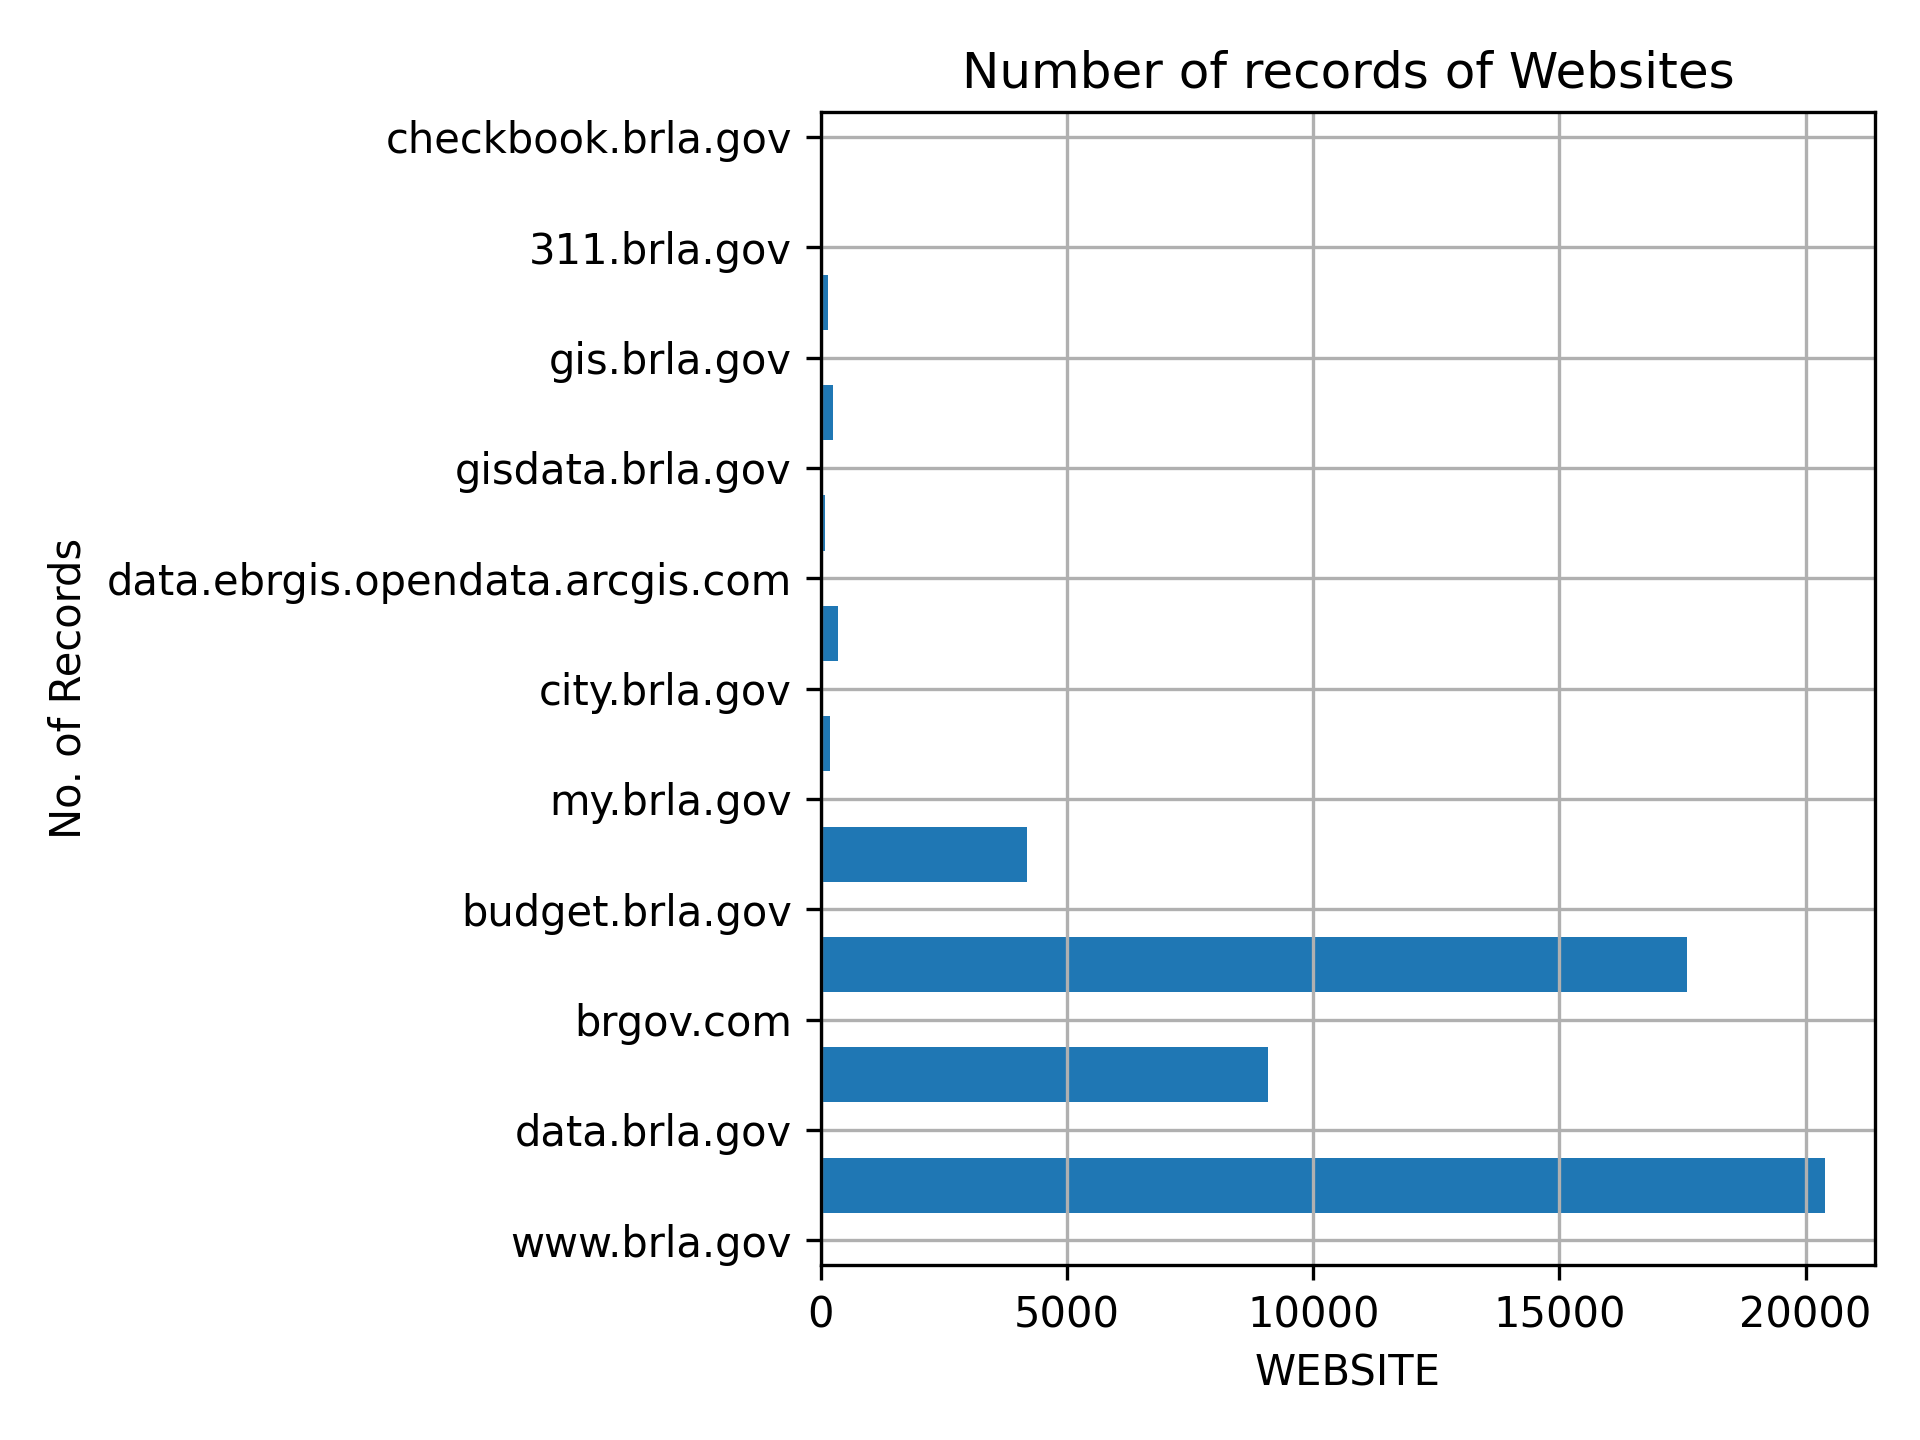 Number of records of Websites
checkbook.brla.gov
311.brla.gov
gis.brla.gov
gisdata.brla.gov
data.ebrgis.opendata.arcgis.com
city.brla.gov
my.brla.gov
budget.brla.gov
brgov.com
data.brla.gov
www.brla.gov
No. of Records
0 5000 10000 15000 20000
WEBSITE